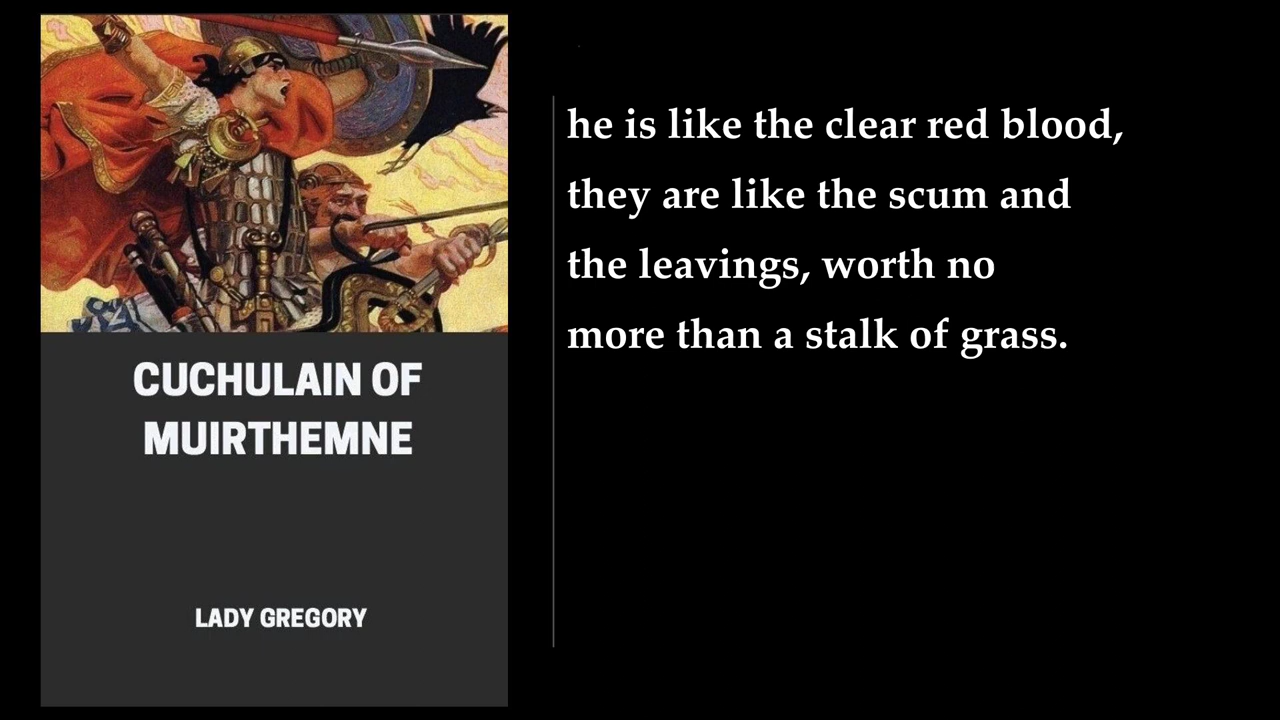 CUCHULAIN OF
MUIRTHEMNE
LADY GREGORY
he is like the clear red blood,
they are like the scum and
the leavings, worth no
more than a stalk of grass.